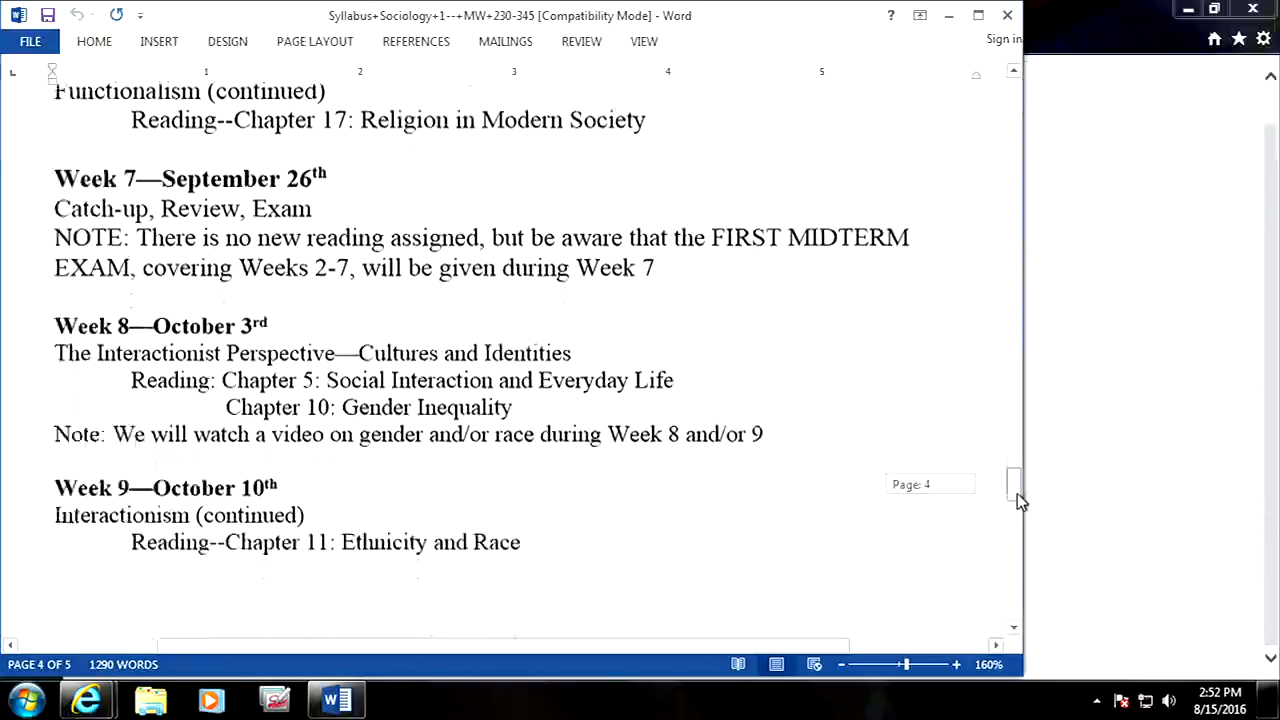 Syllabus+Sociology+1--+MW+230-345 [Compatibility Mode] - Word
FILE HOME INSERT DESIGN PAGE LAYOUT REFERENCES MAILINGS REVIEW VIEW Sign in
1 2 3 4 5
Functionalism (continued)
Reading--Chapter 17: Religion in Modern Society
Week 7—September 26th
Catch-up, Review, Exam
NOTE: There is no new reading assigned, but be aware that the FIRST MIDTERM
EXAM, covering Weeks 2-7, will be given during Week 7
Week 8—October 3rd
The Interactionist Perspective—Cultures and Identities
Reading: Chapter 5: Social Interaction and Everyday Life
Chapter 10: Gender Inequality
Note: We will watch a video on gender and/or race during Week 8 and/or 9
Week 9—October 10th
Page: 4
Interactionism (continued)
Reading--Chapter 11: Ethnicity and Race
PAGE 4 OF 5 1290 WORDS 160%
2:52 PM
8/15/2016